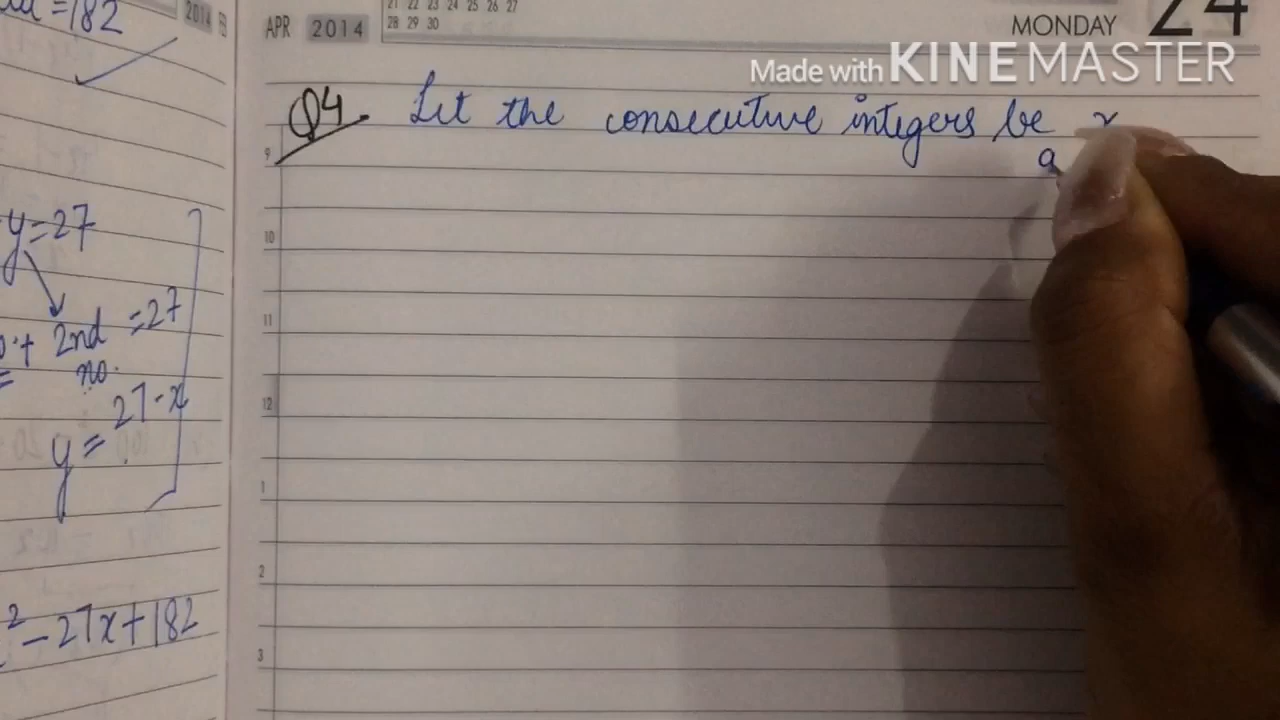 =182
2014
APR 2014
21 22 23 24 25 26 27
28 29 30
MONDAY 24
Made with KINEMASTER
Q4. Let the consecutive integers be x
a
9
y=27
10
11
+ 2nd =27
no.
12
27-x
y=
1
2
² - 27x + 182
3